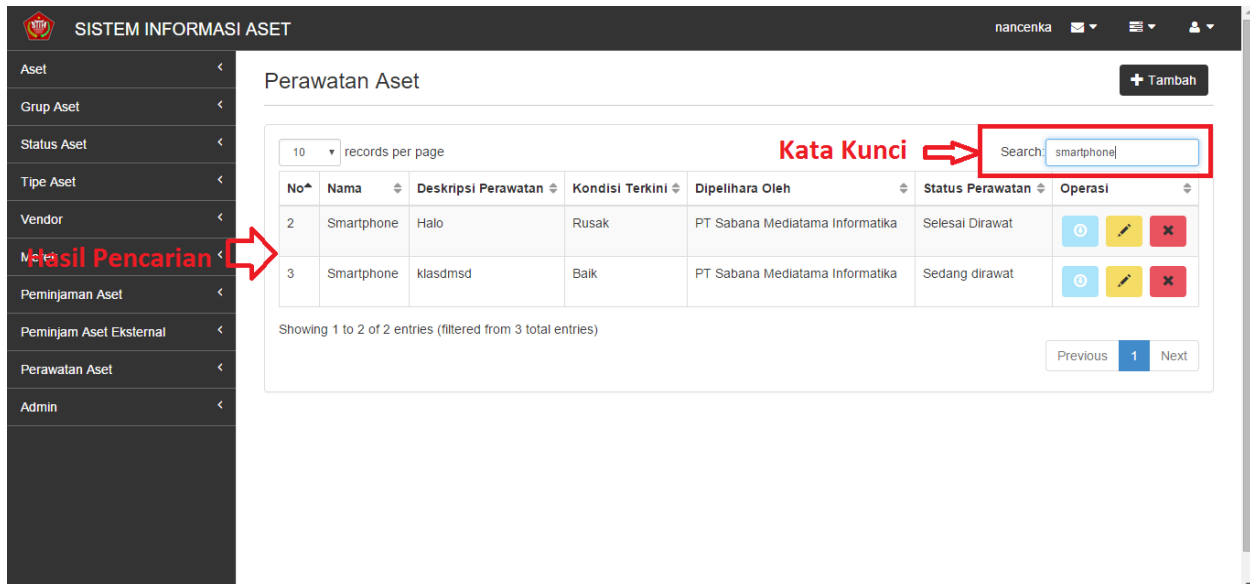 SISTEM INFORMASI ASET
nancenka
Aset
Grup Aset
Status Aset
Tipe Aset
Vendor
Peminjaman Aset
Peminjam Aset Eksternal
Perawatan Aset
Admin
Hasil Pencarian
Perawatan Aset
Tambah
10 records per page
Kata Kunci
Search: smartphone
No Nama Deskripsi Perawatan Kondisi Terkini Dipelihara Oleh Status Perawatan Operasi
2 Smartphone Halo Rusak PT Sabana Mediatama Informatika Selesai Dirawat
3 Smartphone klasdmsd Baik PT Sabana Mediatama Informatika Sedang dirawat
Showing 1 to 2 of 2 entries (filtered from 3 total entries)
Previous 1 Next